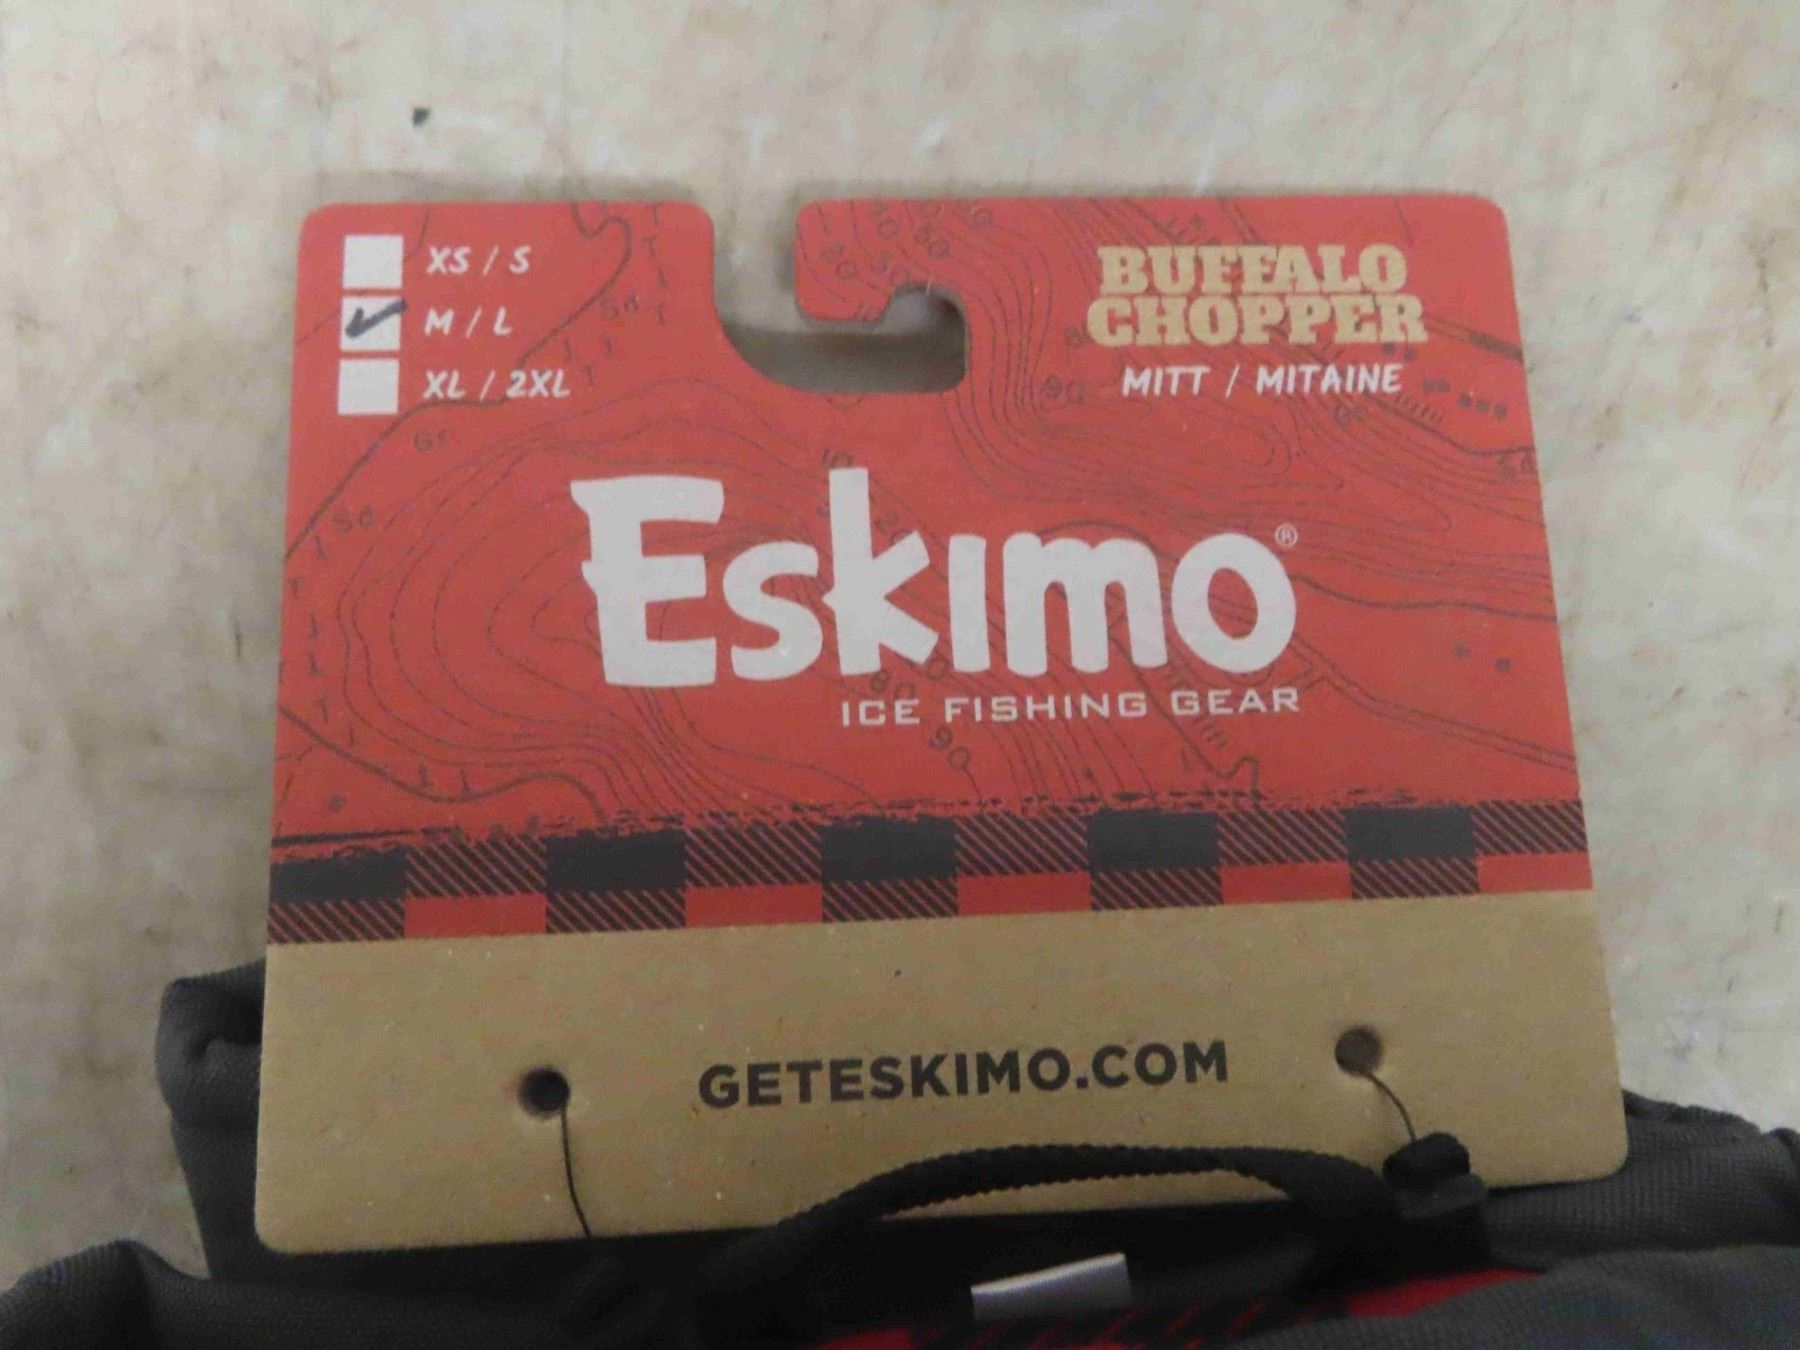 XS / S
M / L
XL / 2XL
BUFFALO
CHOPPER
MITT / MITAINE
Eskimo®
ICE FISHING GEAR
GETESKIMO.COM